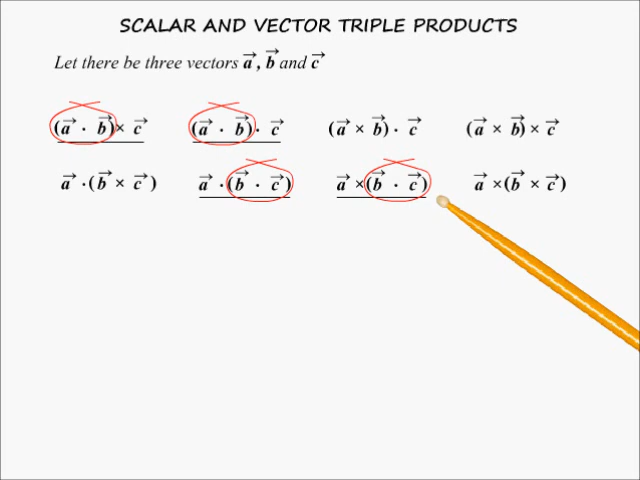 SCALAR AND VECTOR TRIPLE PRODUCTS
Let there be three vectors a⃗ , b⃗ and c⃗
(a⃗ · b⃗)× c⃗ (a⃗ · b⃗)· c⃗ (a⃗ × b⃗) · c⃗ (a⃗ × b⃗) × c⃗
a⃗ ·(b⃗ × c⃗) a⃗ ·(b⃗ · c⃗) a⃗ ×(b⃗ · c⃗) a⃗ ×(b⃗ × c⃗)